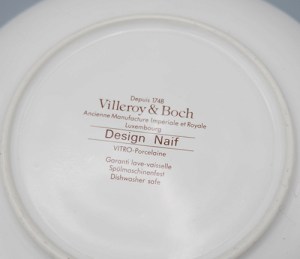 Depuis 1748
Villeroy & Boch
Ancienne Manufacture Impériale et Royale
Luxembourg
Design Naif
VITRO-Porcelaine
Garanti lave-vaisselle
Spülmaschinenfest
Dishwasher safe